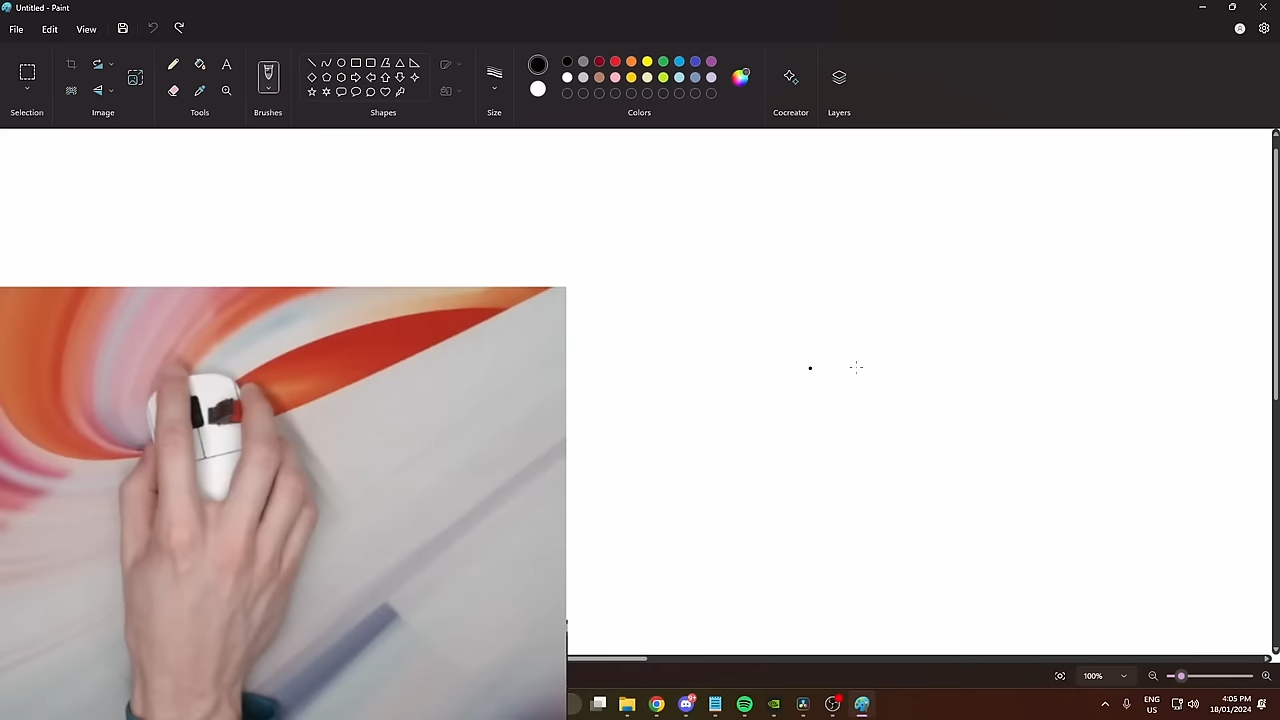 Untitled - Paint
File Edit View
Selection Image Tools Brushes Shapes Size Colors Cocreator Layers
100%
ENG
US
4:05 PM
18/01/2024